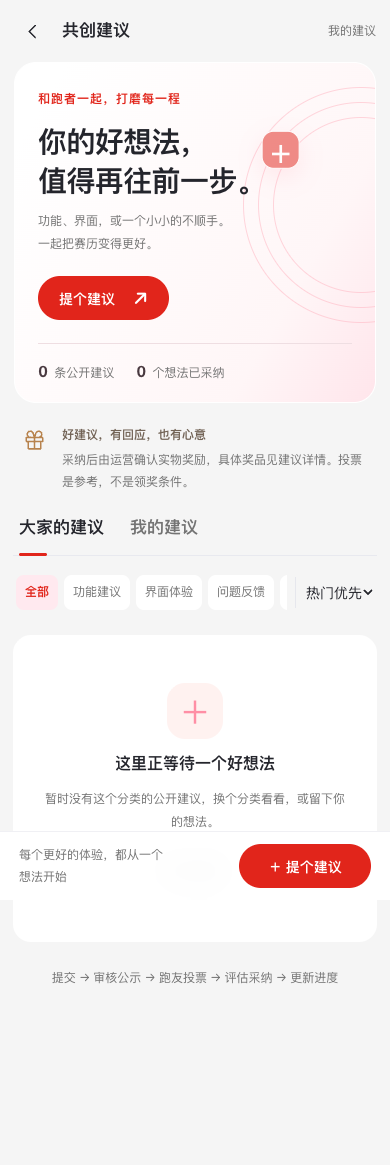 共创建议
我的建议
和跑者一起，打磨每一程
你的好想法，
值得再往前一步。
功能、界面，或一个小小的不顺手。
一起把赛历变得更好。
提个建议
0 条公开建议 0 个想法已采纳
好建议，有回应，也有心意
采纳后由运营确认实物奖励，具体奖品见建议详情。投票
是参考，不是领奖条件。
大家的建议 我的建议
全部 功能建议 界面体验 问题反馈 热门优先
这里正等待一个好想法
暂时没有这个分类的公开建议，换个分类看看，或留下你
的想法。
每个更好的体验，都从一个
想法开始
+ 提个建议
提交 → 审核公示 → 跑友投票 → 评估采纳 → 更新进度